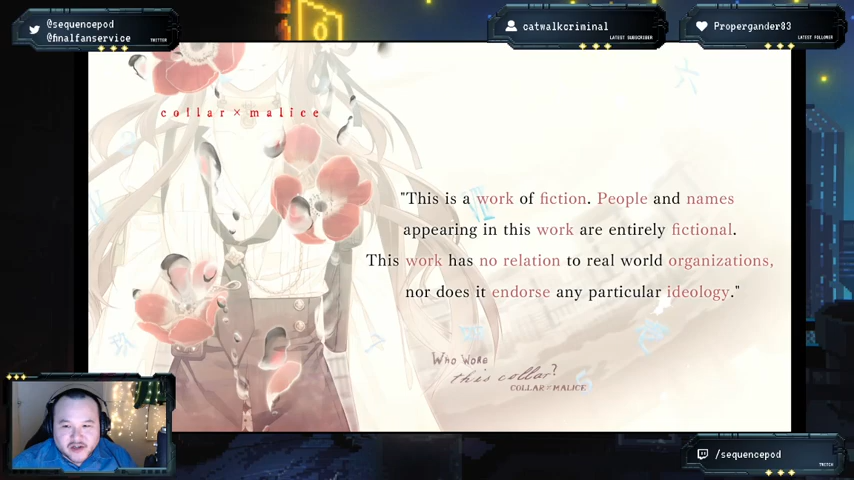 @sequencepod
@finalfanservice
TWITTER
catwalkcriminal
LATEST SUBSCRIBER
Propergander83
LATEST FOLLOWER
collar×malice
"This is a work of fiction. People and names
appearing in this work are entirely fictional.
This work has no relation to real world organizations,
nor does it endorse any particular ideology."
Who wore
this collar?
COLLAR×MALICE
/sequencepod
TWITCH